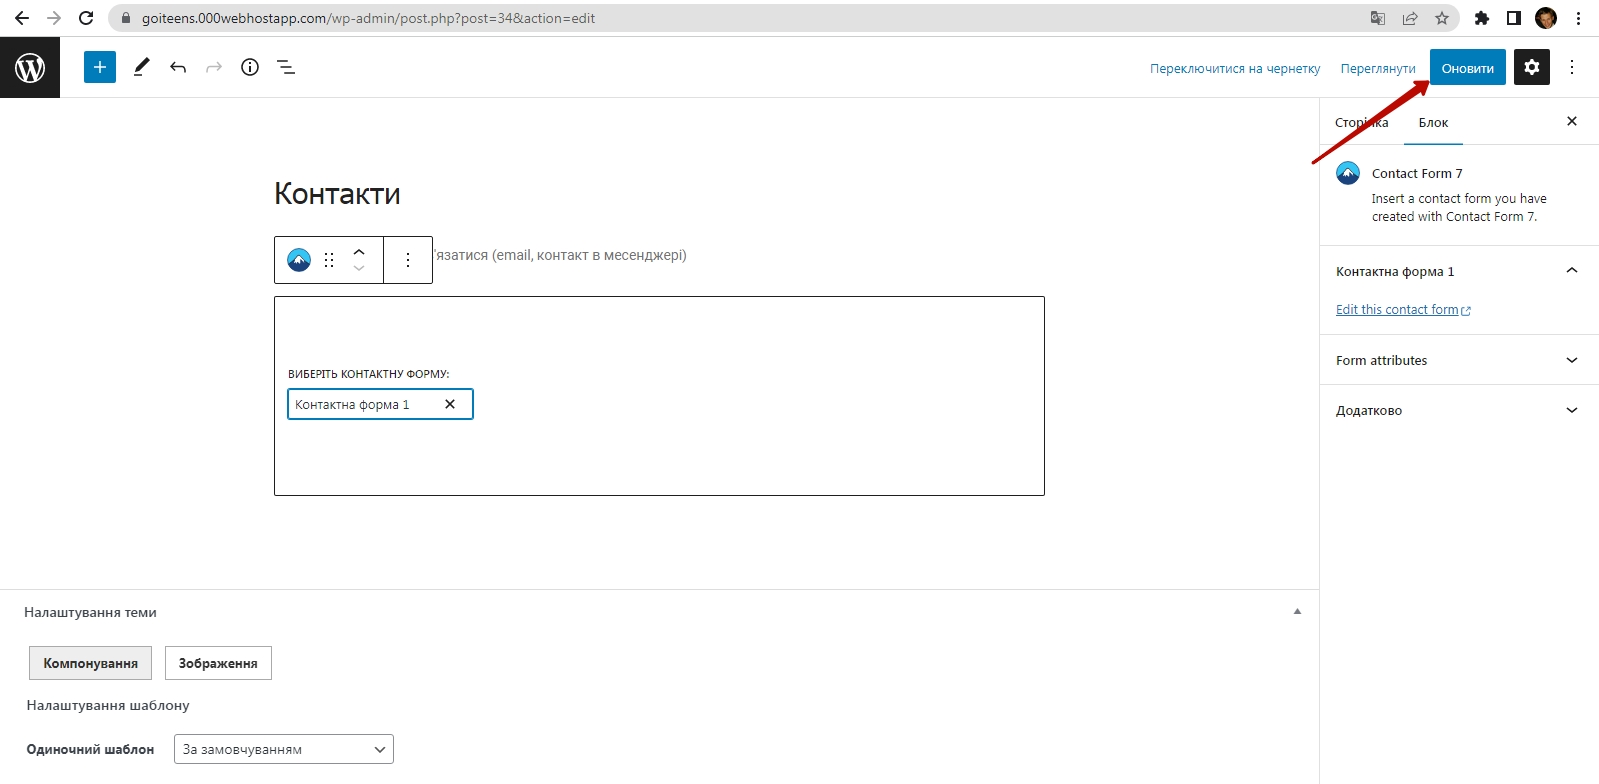 goiteens.000webhostapp.com/wp-admin/post.php?post=34&action=edit
Переключитися на чернетку
Переглянути
Оновити
Сторінка
Блок
Contact Form 7
Insert a contact form you have
created with Contact Form 7.
Контакти
'язатися (email, контакт в месенджері)
Контактна форма 1
Edit this contact form
Form attributes
Додатково
ВИБЕРІТЬ КОНТАКТНУ ФОРМУ:
Контактна форма 1
Налаштування теми
Компонування
Зображення
Налаштування шаблону
Одиночний шаблон
За замовчуванням